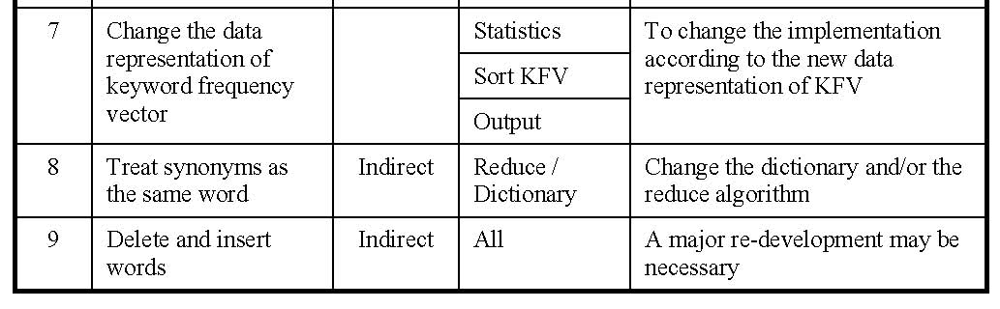 7
Change the data
representation of
keyword frequency
vector
Statistics
Sort KFV
Output
To change the implementation
according to the new data
representation of KFV
8
Treat synonyms as
the same word
Indirect
Reduce /
Dictionary
Change the dictionary and/or the
reduce algorithm
9
Delete and insert
words
Indirect
All
A major re-development may be
necessary